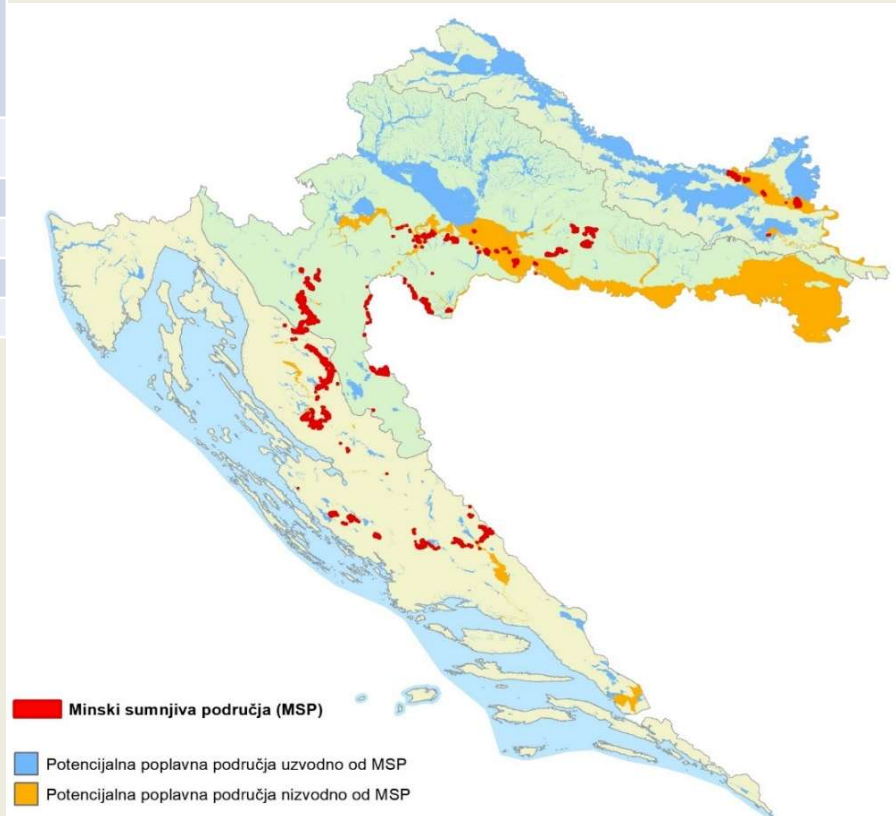 Minski sumnjiva područja (MSP)
Potencijalna poplavna područja uzvodno od MSP
Potencijalna poplavna područja nizvodno od MSP